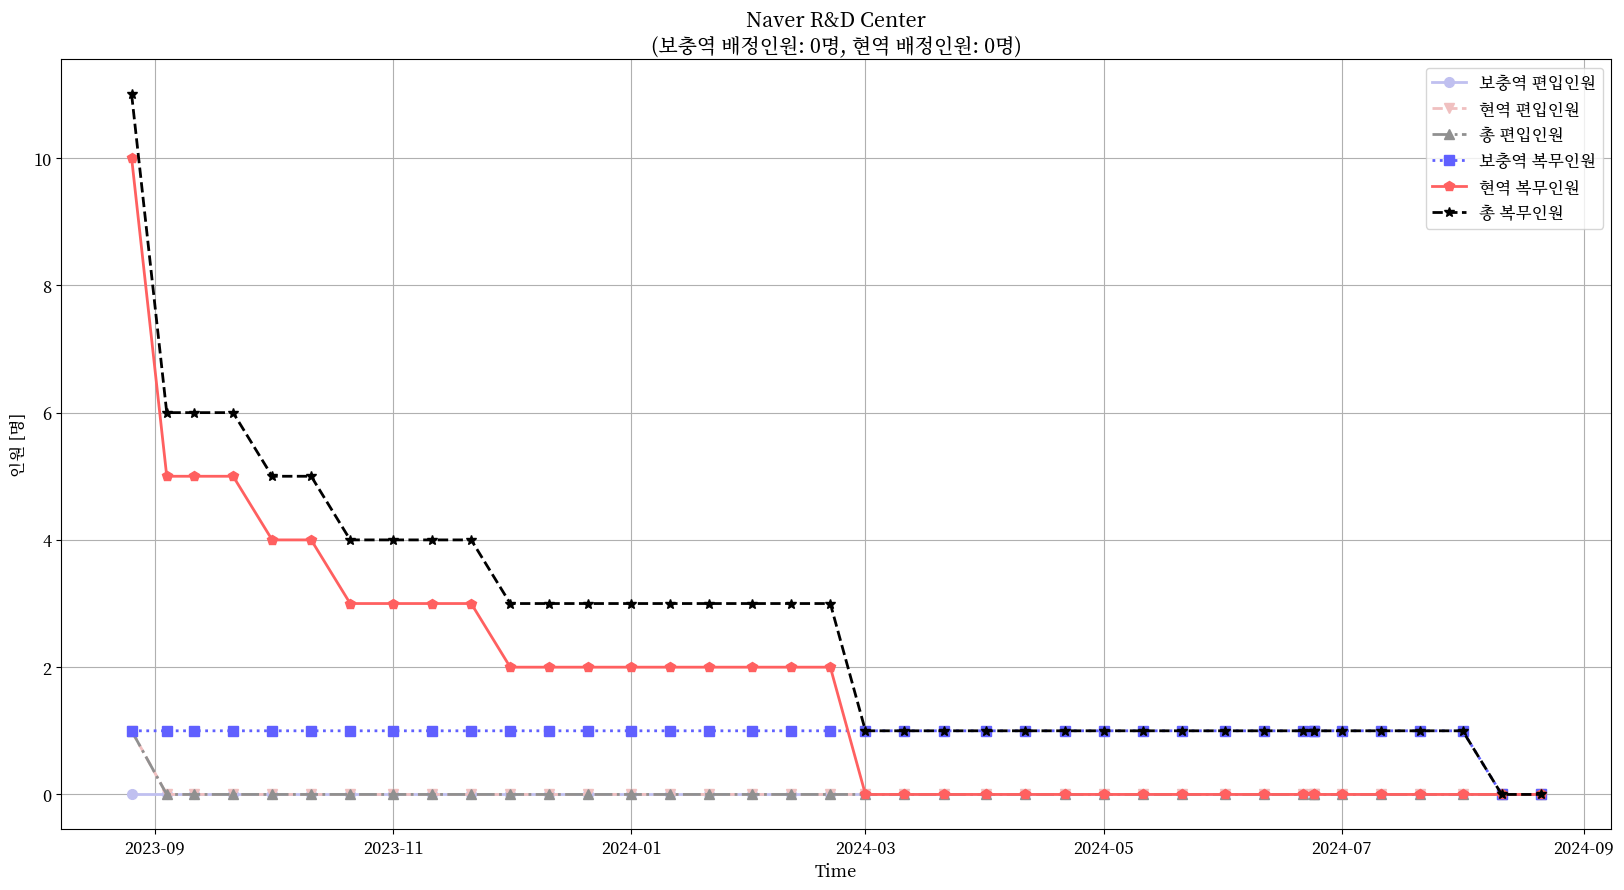 Naver R&D Center
(보충역 배정인원: 0명, 현역 배정인원: 0명)
보충역 편입인원
현역 편입인원
총 편입인원
보충역 복무인원
현역 복무인원
총 복무인원
인원 [명]
10
8
6
4
2
0
2023-09
2023-11
2024-01
2024-03
2024-05
2024-07
2024-09
Time